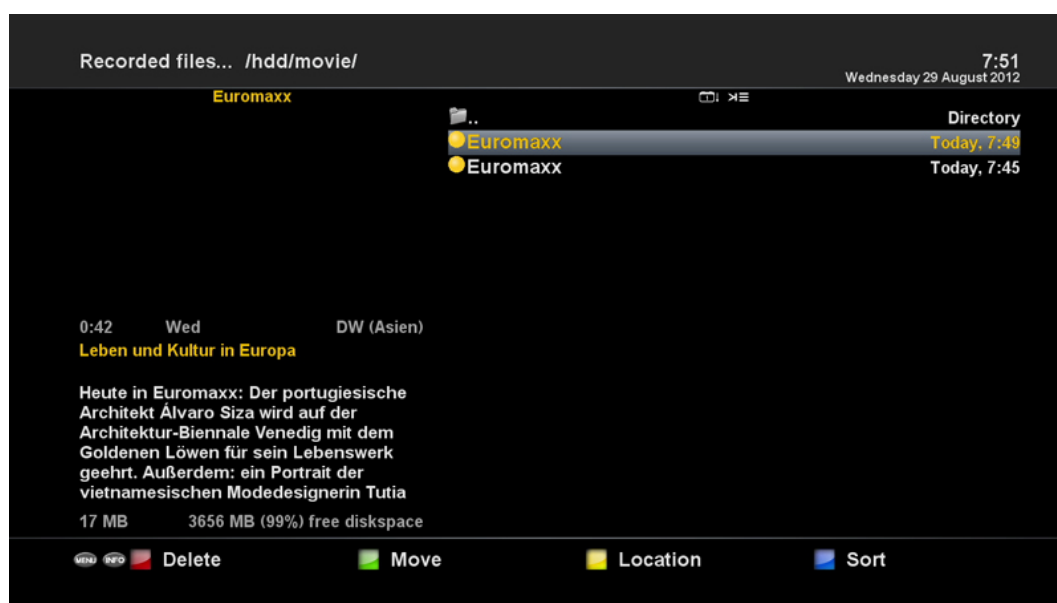 Recorded files... /hdd/movie/
7:51
Wednesday 29 August 2012
Euromaxx
.. Directory
Euromaxx Today, 7:49
Euromaxx Today, 7:45
0:42 Wed DW (Asien)
Leben und Kultur in Europa
Heute in Euromaxx: Der portugiesische
Architekt Álvaro Siza wird auf der
Architektur-Biennale Venedig mit dem
Goldenen Löwen für sein Lebenswerk
geehrt. Außerdem: ein Portrait der
vietnamesischen Modedesignerin Tutia
17 MB 3656 MB (99%) free diskspace
MENU INFO Delete Move Location Sort